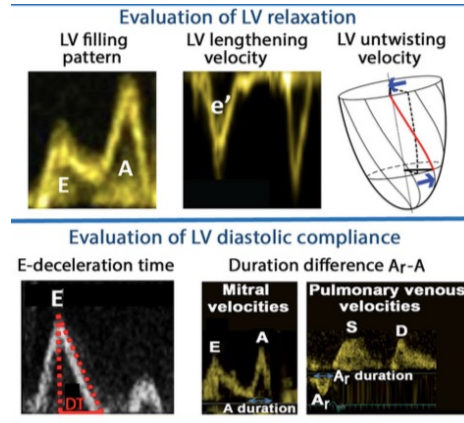 Evaluation of LV relaxation
LV filling
pattern
LV lengthening
velocity
LV untwisting
velocity
E
A
e'
Evaluation of LV diastolic compliance
E-deceleration time
Duration difference Ar-A
E
DT
Mitral
velocities
E
A
A duration
Pulmonary venous
velocities
S
D
Ar duration
Ar